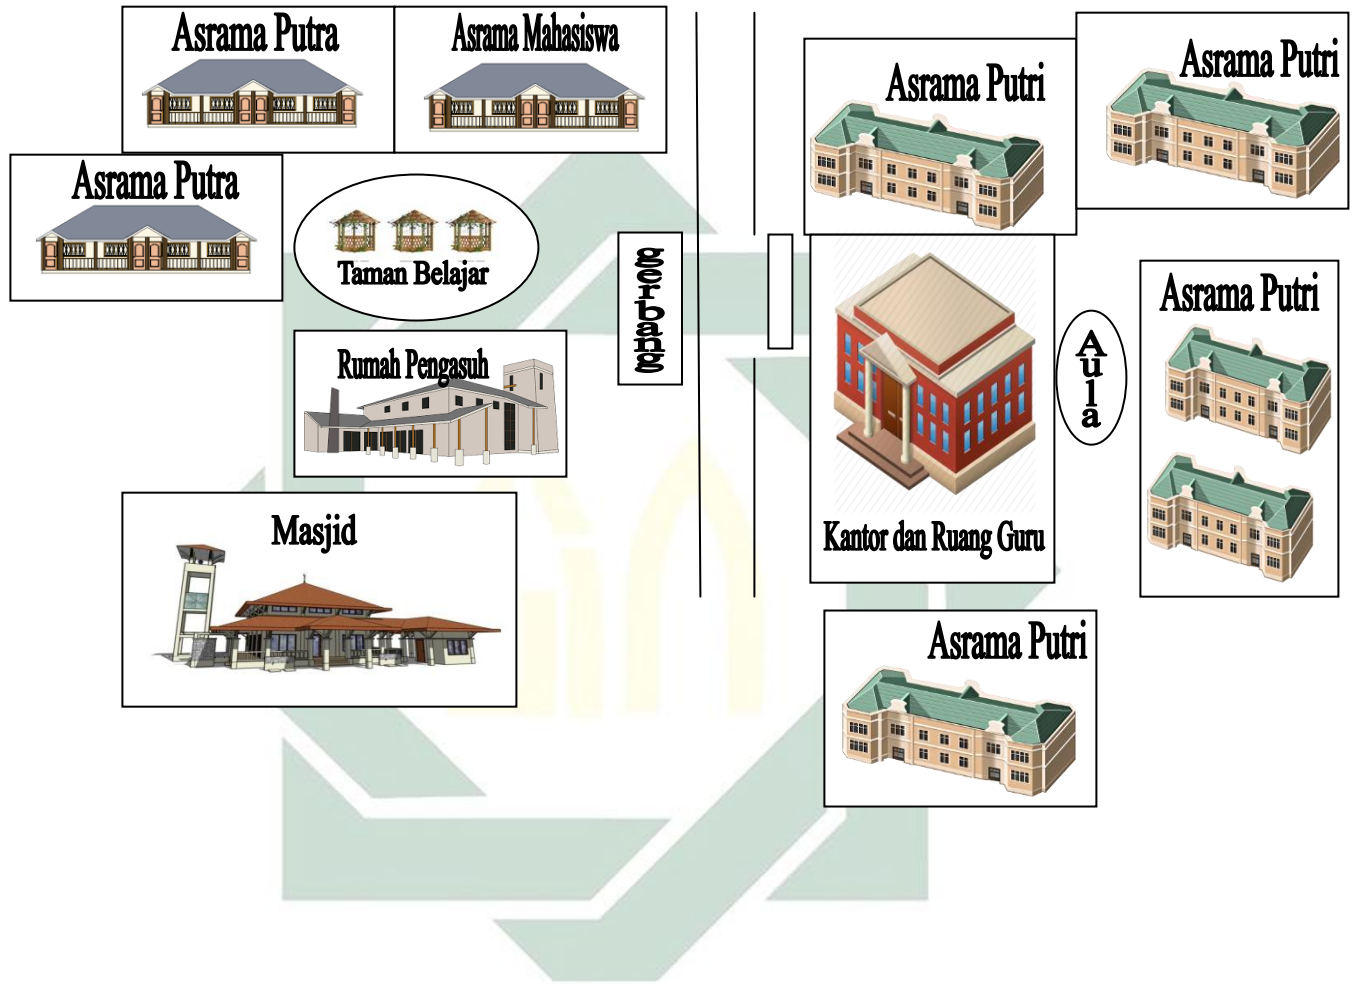 Asrama Putra
Asrama Mahasiswa
Asrama Putri
Asrama Putri
Asrama Putra
Taman Belajar
gerbang
Asrama Putri
Aula
Rumah Pengasuh
Masjid
Kantor dan Ruang Guru
Asrama Putri